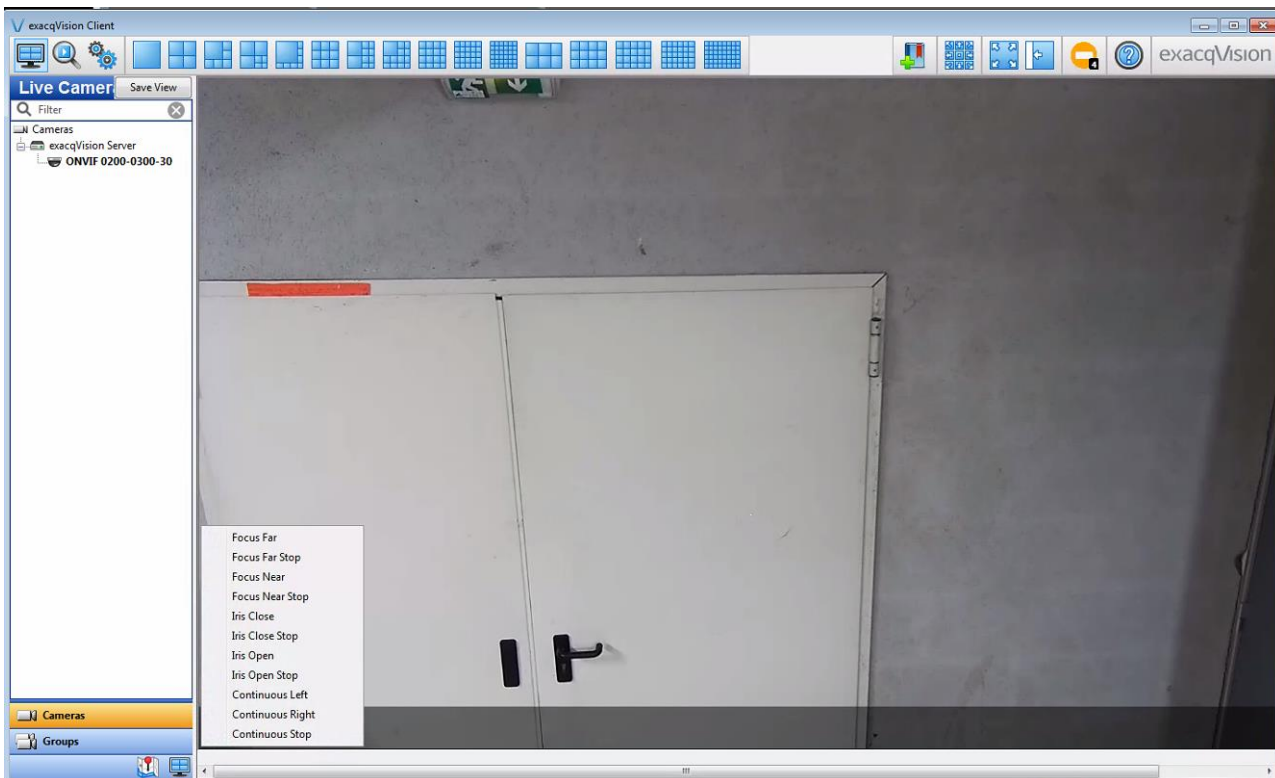 exacqVision Client
exacqVision
4
Live Camer
Save View
Filter
Cameras
exacqVision Server
ONVIF 0200-0300-30
Focus Far
Focus Far Stop
Focus Near
Focus Near Stop
Iris Close
Iris Close Stop
Iris Open
Iris Open Stop
Continuous Left
Continuous Right
Continuous Stop
Cameras
Groups